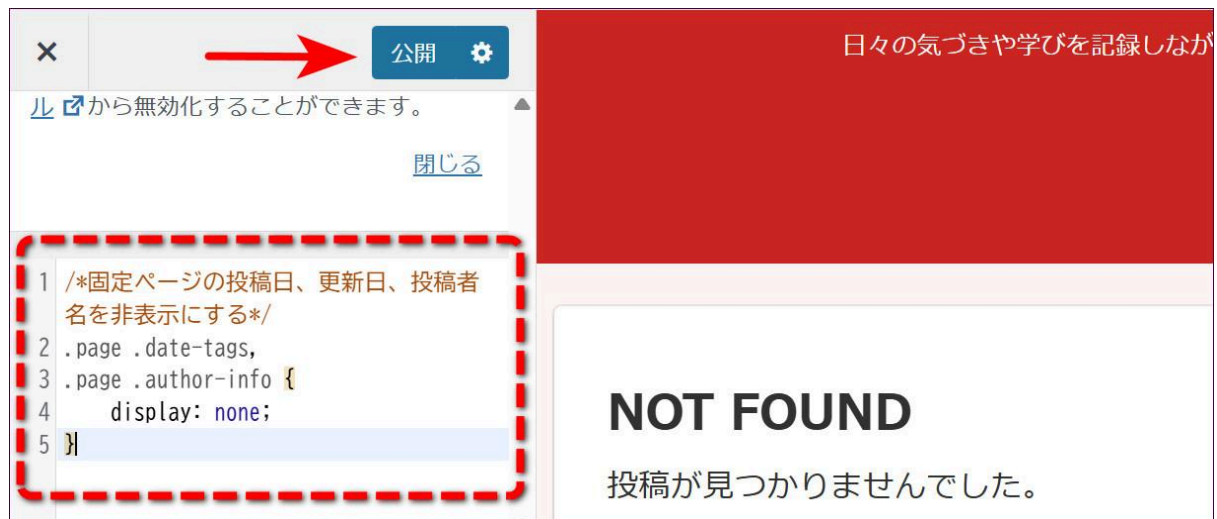 ×
公開
日々の気づきや学びを記録しなが
ルから無効化することができます。
閉じる
1 /*固定ページの投稿日、更新日、投稿者
名を非表示にする*/
2 .page .date-tags,
3 .page .author-info {
4 display: none;
5 }
NOT FOUND
投稿が見つかりませんでした。